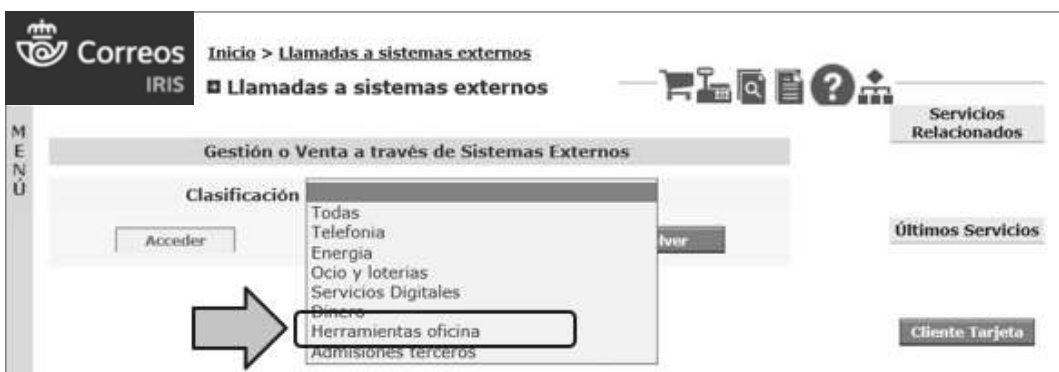 Correos
IRIS
Inicio > Llamadas a sistemas externos
Llamadas a sistemas externos
?
MENÚ
Servicios
Relacionados
Gestión o Venta a través de Sistemas Externos
Clasificación
Todas
Telefonia
Energia
Ocio y loterias
Servicios Digitales
Dinero
Herramientas oficina
Admisiones terceros
Acceder
lver
Últimos Servicios
Cliente Tarjeta